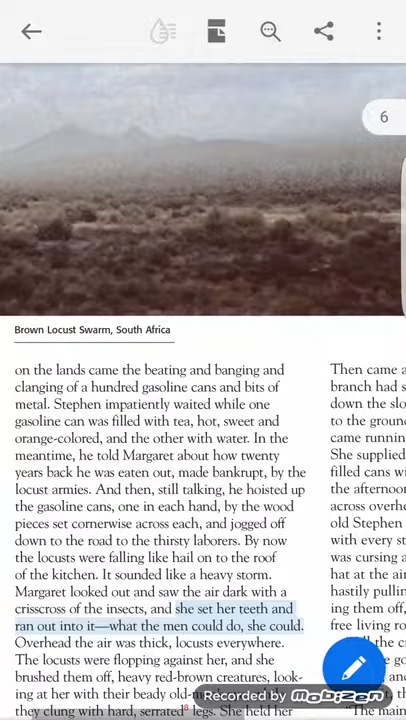 6
Brown Locust Swarm, South Africa
on the lands came the beating and banging and
clanging of a hundred gasoline cans and bits of
metal. Stephen impatiently waited while one
gasoline can was filled with tea, hot, sweet and
orange-colored, and the other with water. In the
meantime, he told Margaret about how twenty
years back he was eaten out, made bankrupt, by the
locust armies. And then, still talking, he hoisted up
the gasoline cans, one in each hand, by the wood
pieces set cornerwise across each, and jogged off
down to the road to the thirsty laborers. By now
the locusts were falling like hail on to the roof
of the kitchen. It sounded like a heavy storm.
Margaret looked out and saw the air dark with a
crisscross of the insects, and she set her teeth and
ran out into it—what the men could do, she could.
Overhead the air was thick, locusts everywhere.
The locusts were flopping against her, and she
brushed them off, heavy red-brown creatures, look-
ing at her with their beady old-
they clung with hard, serrated legs. She held her
Then came a
branch had s
down the slo
to the ground
came runnin
She supplied
filled cans wi
the afternoon
across overhe
old Stephen
with every st
was cursing a
hat at the air
hastily pullin
ing them off,
free living ro
the c
"The main
8
Recorded by mobizen